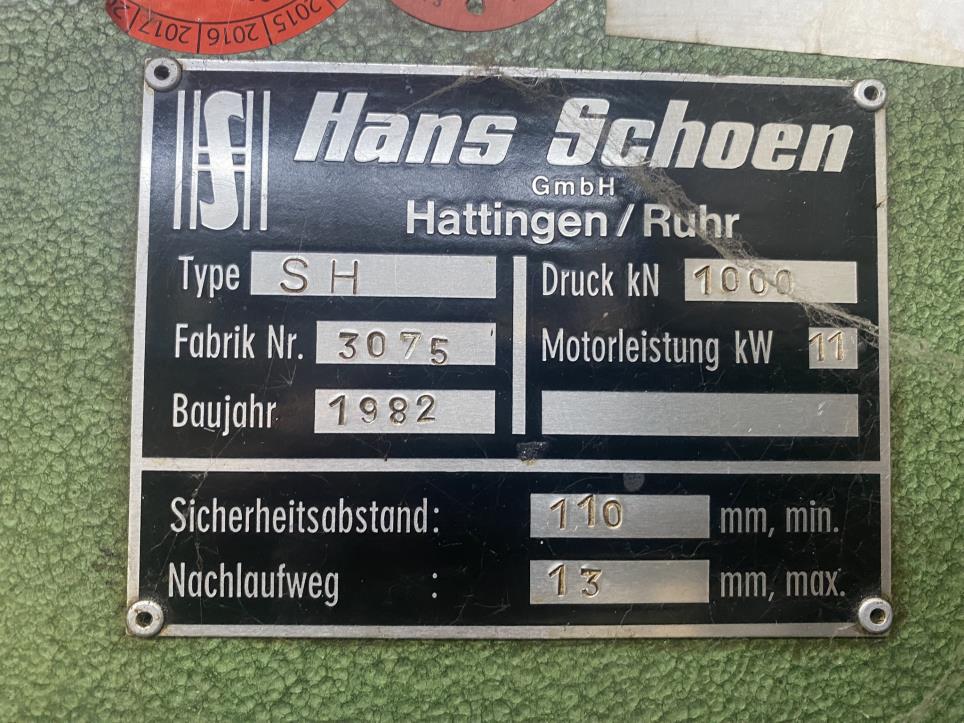 2015 2016 2017
HS Hans Schoen
GmbH
Hattingen / Ruhr
Type SH
Fabrik Nr. 3075
Baujahr 1982
Druck kN 1000
Motorleistung kW 11
Sicherheitsabstand: 110 mm, min.
Nachlaufweg : 13 mm, max.